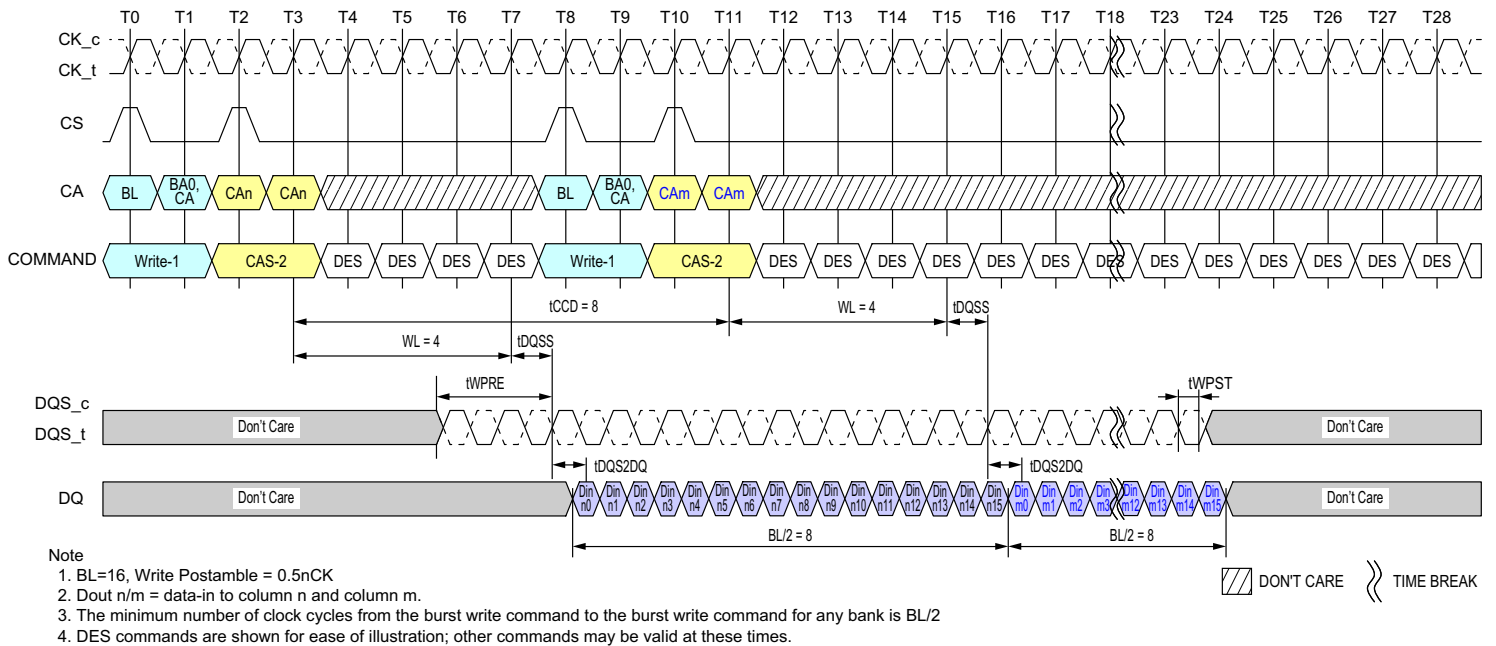 T0 T1 T2 T3 T4 T5 T6 T7 T8 T9 T10 T11 T12 T13 T14 T15 T16 T17 T18 T23 T24 T25 T26 T27 T28
CK_c
CK_t
CS
CA BL BA0, CA CAn CAn BL BA0, CA CAm CAm
COMMAND Write-1 CAS-2 DES DES DES DES Write-1 CAS-2 DES DES DES DES DES DES DES DES DES DES DES DES DES
tCCD = 8 WL = 4 tDQSS
WL = 4 tDQSS
tWPRE tWPST
DQS_c
DQS_t Don't Care Don't Care
tDQS2DQ tDQS2DQ
DQ Don't Care Din n0 Din n1 Din n2 Din n3 Din n4 Din n5 Din n6 Din n7 Din n8 Din n9 Din n10 Din n11 Din n12 Din n13 Din n14 Din n15 Din m0 Din m1 Din m2 Din m3 Din m12 Din m13 Din m14 Din m15 Don't Care
BL/2 = 8 BL/2 = 8
Note
1. BL=16, Write Postamble = 0.5nCK
2. Dout n/m = data-in to column n and column m.
3. The minimum number of clock cycles from the burst write command to the burst write command for any bank is BL/2
4. DES commands are shown for ease of illustration; other commands may be valid at these times.
DON'T CARE TIME BREAK